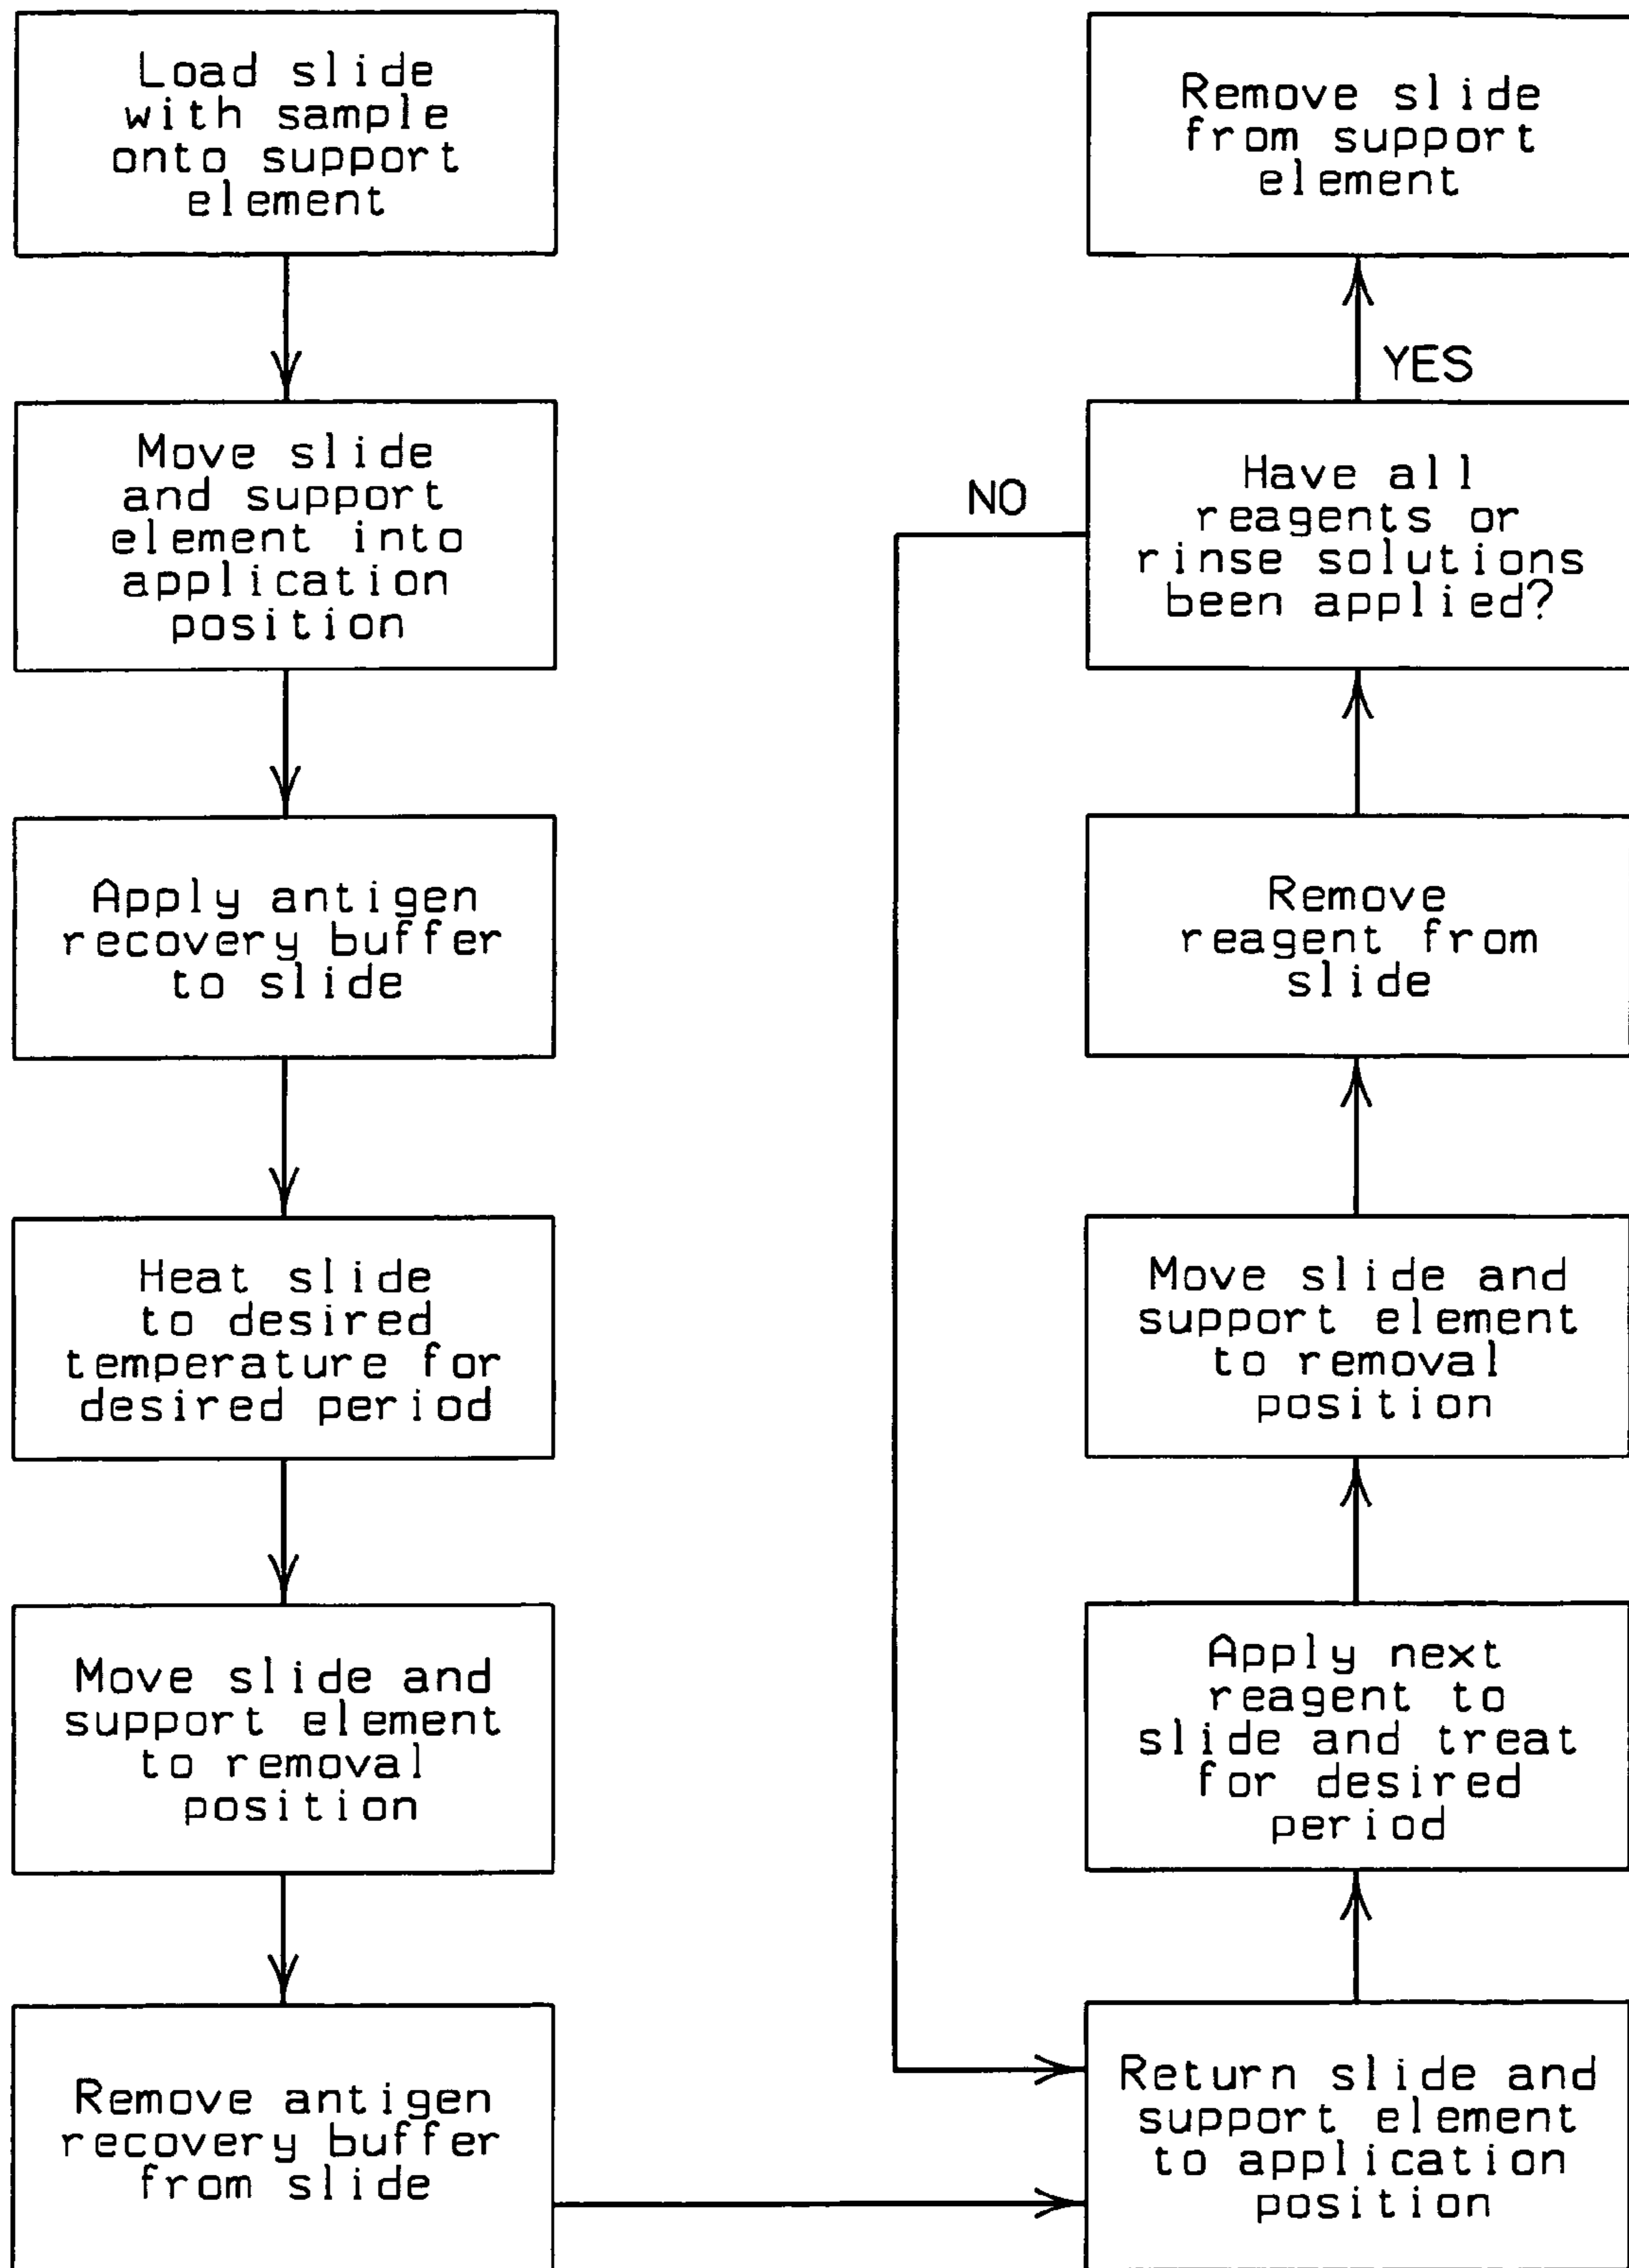 Load slide
with sample
onto support
element
Move slide
and support
element into
application
position
Apply antigen
recovery buffer
to slide
Heat slide
to desired
temperature for
desired period
Move slide and
support element
to removal
position
Remove antigen
recovery buffer
from slide
Return slide and
support element
to application
position
Apply next
reagent to
slide and treat
for desired
period
Move slide and
support element
to removal
position
Remove
reagent from
slide
Have all
reagents or
rinse solutions
been applied?
NO
YES
Remove slide
from support
element